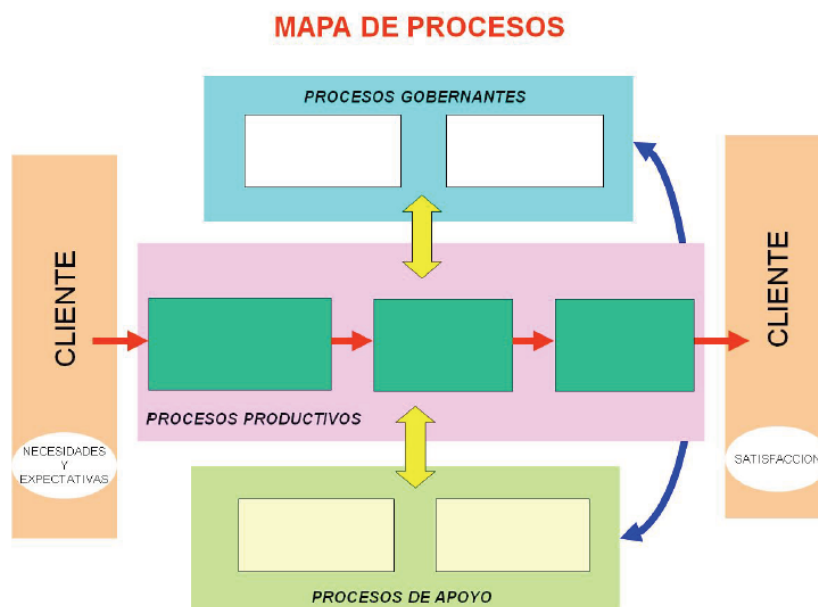 MAPA DE PROCESOS
PROCESOS GOBERNANTES
CLIENTE
NECESIDADES
Y
EXPECTATIVAS
PROCESOS PRODUCTIVOS
CLIENTE
SATISFACCION
PROCESOS DE APOYO